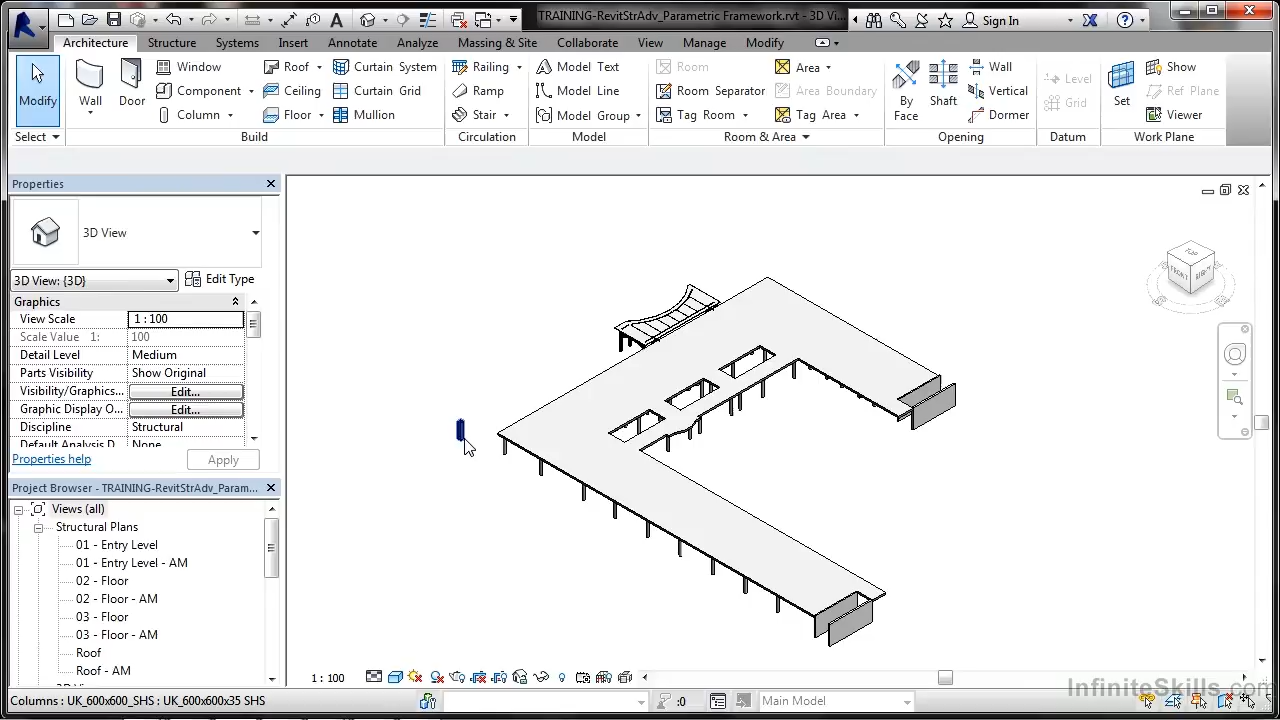 TRAINING-RevitStrAdv_Parametric Framework.rvt - 3D Vi...
Sign In
Architecture Structure Systems Insert Annotate Analyze Massing & Site Collaborate View Manage Modify
Modify Wall Door Window Roof Curtain System Railing Model Text Room Area By Face Shaft Wall Level Set Show
Component Ceiling Curtain Grid Ramp Model Line Room Separator Area Boundary Vertical Grid Ref Plane
Column Floor Mullion Stair Model Group Tag Room Tag Area Dormer Viewer
Select Build Circulation Model Room & Area Opening Datum Work Plane
Properties
3D View
3D View: {3D} Edit Type
Graphics
View Scale 1 : 100
Scale Value 1: 100
Detail Level Medium
Parts Visibility Show Original
Visibility/Graphics... Edit...
Graphic Display O... Edit...
Discipline Structural
Default Analysis D... None
Properties help Apply
Project Browser - TRAINING-RevitStrAdv_Param...
Views (all)
Structural Plans
01 - Entry Level
01 - Entry Level - AM
02 - Floor
02 - Floor - AM
03 - Floor
03 - Floor - AM
Roof
Roof - AM
TOP
FRONT RIGHT
1 : 100
Columns : UK_600x600_SHS : UK_600x600x35 SHS :0 Main Model
InfiniteSkills.com